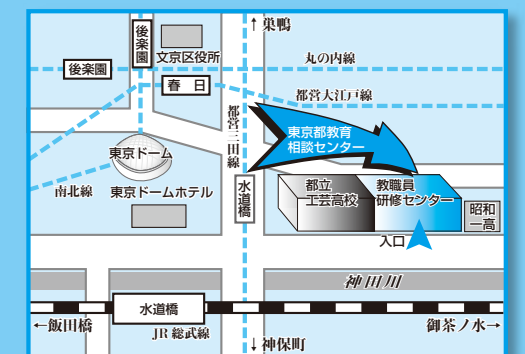 ↑巣鴨
後楽園
文京区役所
丸の内線
後楽園
春日
都営大江戸線
都営三田線
東京都教育
相談センター
東京ドーム
南北線
東京ドームホテル
水道橋
都立
工芸高校
教職員
研修センター
昭和
一高
入口
神田川
水道橋
←飯田橋
JR 総武線
御茶ノ水→
↓神保町